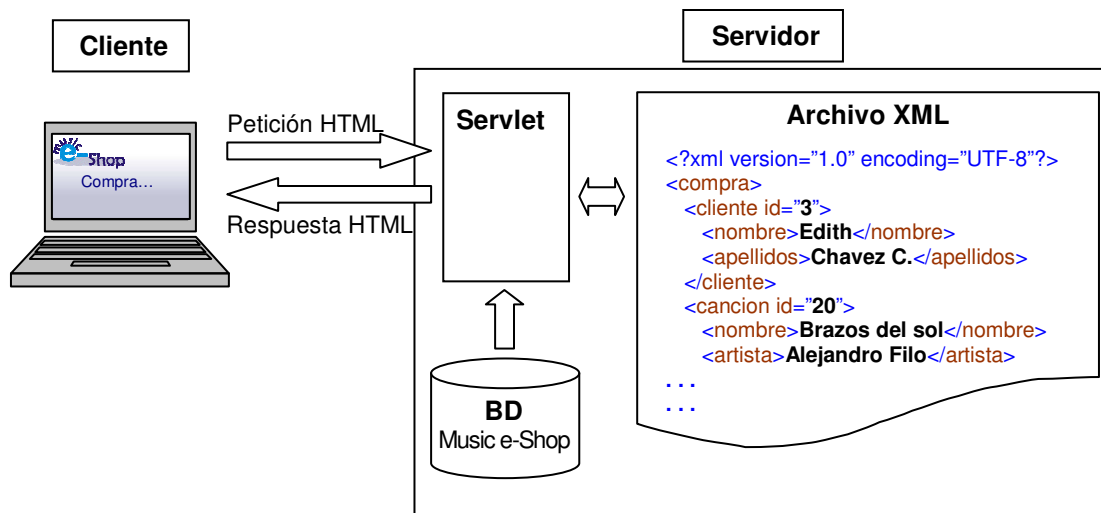 Cliente
Servidor
music
e-Shop
Compra…
Petición HTML
Respuesta HTML
Servlet
BD
Music e-Shop
Archivo XML
<?xml version=”1.0” encoding=”UTF-8”?>
<compra>
<cliente id=”3”>
<nombre>Edith</nombre>
<apellidos>Chavez C.</apellidos>
</cliente>
<cancion id=”20”>
<nombre>Brazos del sol</nombre>
<artista>Alejandro Filo</artista>
. . .
. . .